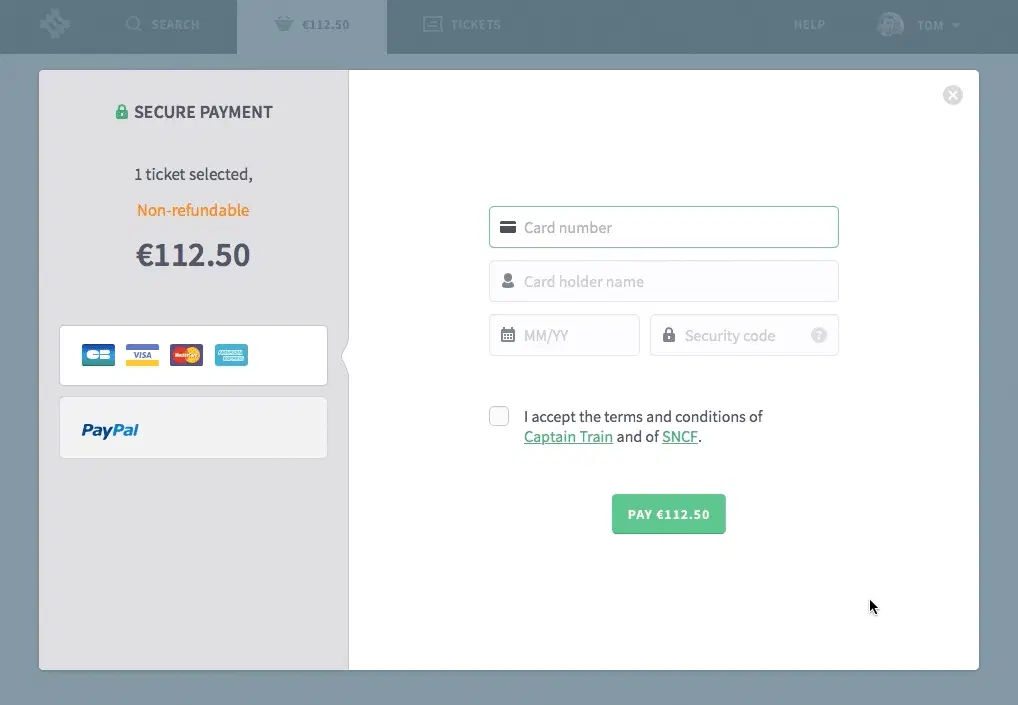 SEARCH
€112.50
TICKETS
HELP
TOM
SECURE PAYMENT
1 ticket selected,
Non-refundable
€112.50
CB
VISA
MasterCard
AMERICAN EXPRESS
PayPal
Card number
Card holder name
MM/YY
Security code
?
I accept the terms and conditions of
Captain Train and of SNCF.
PAY €112.50